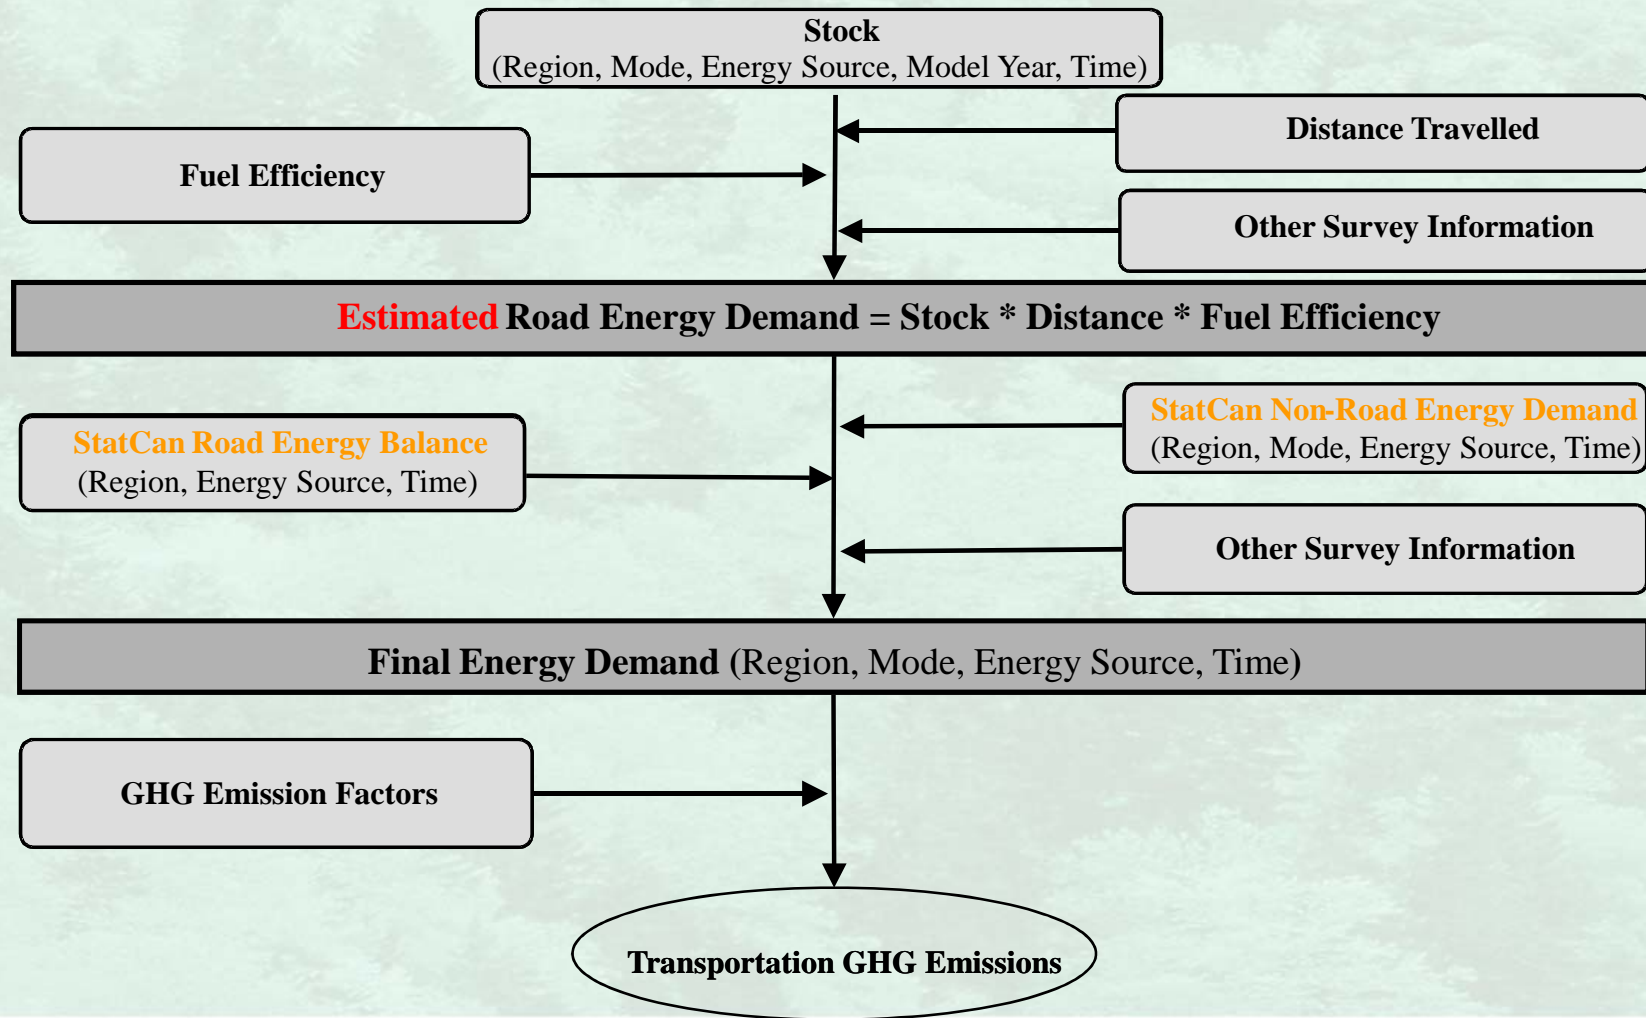 Stock
(Region, Mode, Energy Source, Model Year, Time)
Distance Travelled
Fuel Efficiency
Other Survey Information
Estimated Road Energy Demand = Stock * Distance * Fuel Efficiency
StatCan Non-Road Energy Demand
(Region, Mode, Energy Source, Time)
StatCan Road Energy Balance
(Region, Energy Source, Time)
Other Survey Information
Final Energy Demand (Region, Mode, Energy Source, Time)
GHG Emission Factors
Transportation GHG Emissions